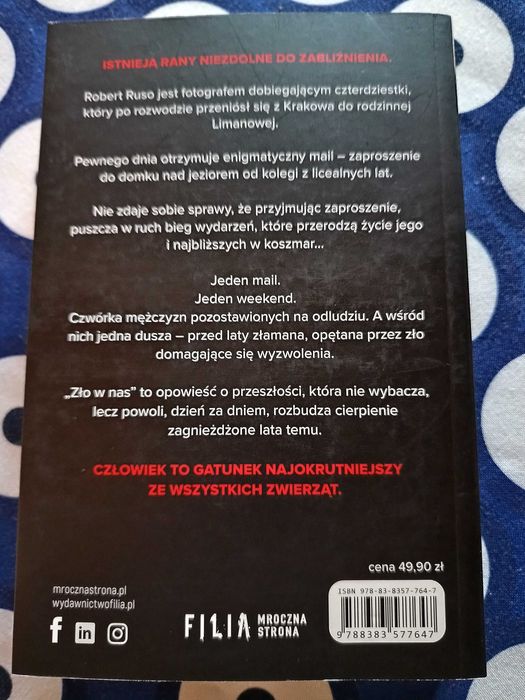 ISTNIEJĄ RANY NIEZDOLNE DO ZABLIŹNIENIA.
Robert Ruso jest fotografem dobiegającym czterdziestki,
który po rozwodzie przeniósł się z Krakowa do rodzinnej
Limanowej.
Pewnego dnia otrzymuje enigmatyczny mail – zaproszenie
do domku nad jeziorem od kolegi z licealnych lat.
Nie zdaje sobie sprawy, że przyjmując zaproszenie,
puszcza w ruch bieg wydarzeń, które przerodzą życie jego
i najbliższych w koszmar...
Jeden mail.
Jeden weekend.
Czwórka mężczyzn pozostawionych na odludziu. A wśród
nich jedna dusza – przed laty złamana, opętana przez zło
domagające się wyzwolenia.
„Zło w nas” to opowieść o przeszłości, która nie wybacza,
lecz powoli, dzień za dniem, rozbudza cierpienie
zagnieżdżone lata temu.
CZŁOWIEK TO GATUNEK NAJOKRUTNIEJSZY
ZE WSZYSTKICH ZWIERZĄT.
cena 49,90 zł
mrocznastrona.pl
wydawnictwofilia.pl
FILIA MROCZNA
STRONA
ISBN 978-83-8357-764-7
9 788383 577647